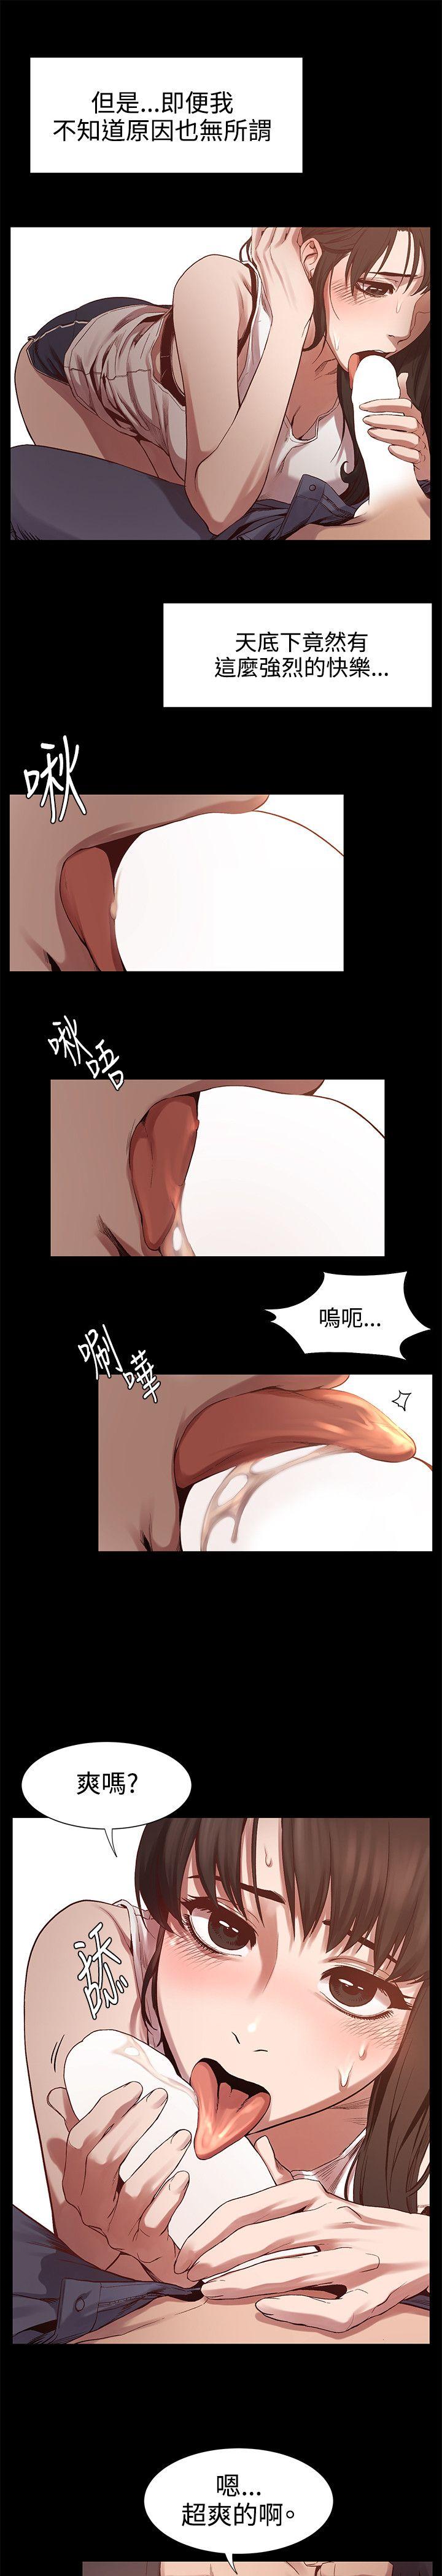 但是...即便我
不知道原因也無所謂
天底下竟然有
這麼強烈的快樂...
啾
啾
唔
嗚呃...
唰
嘩
爽嗎?
舔
嗯...
超爽的啊。